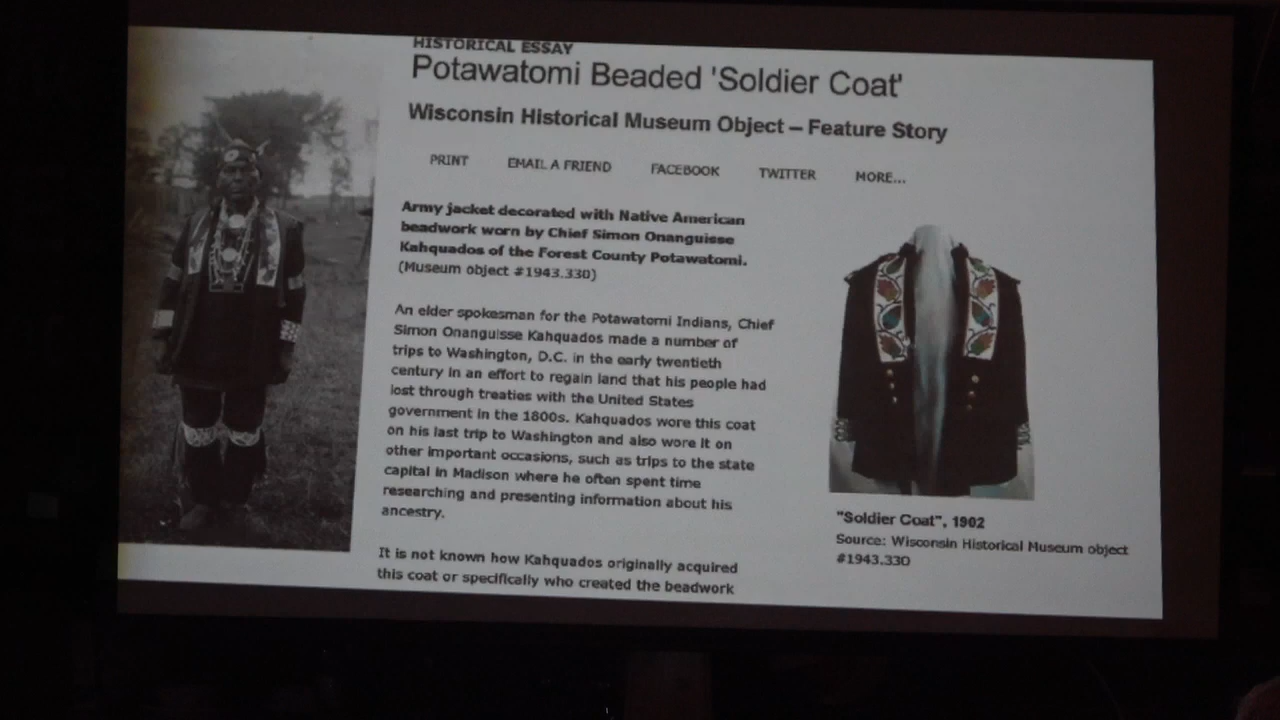 HISTORICAL ESSAY
Potawatomi Beaded 'Soldier Coat'
Wisconsin Historical Museum Object – Feature Story
PRINT EMAIL A FRIEND FACEBOOK TWITTER MORE...
Army jacket decorated with Native American
beadwork worn by Chief Simon Onanguisse
Kahquados of the Forest County Potawatomi.
(Museum object #1943.330)
An elder spokesman for the Potawatomi Indians, Chief
Simon Onanguisse Kahquados made a number of
trips to Washington, D.C. in the early twentieth
century in an effort to regain land that his people had
lost through treaties with the United States
government in the 1800s. Kahquados wore this coat
on his last trip to Washington and also wore it on
other important occasions, such as trips to the state
capital in Madison where he often spent time
researching and presenting information about his
ancestry.
It is not known how Kahquados originally acquired
this coat or specifically who created the beadwork
"Soldier Coat", 1902
Source: Wisconsin Historical Museum object
#1943.330